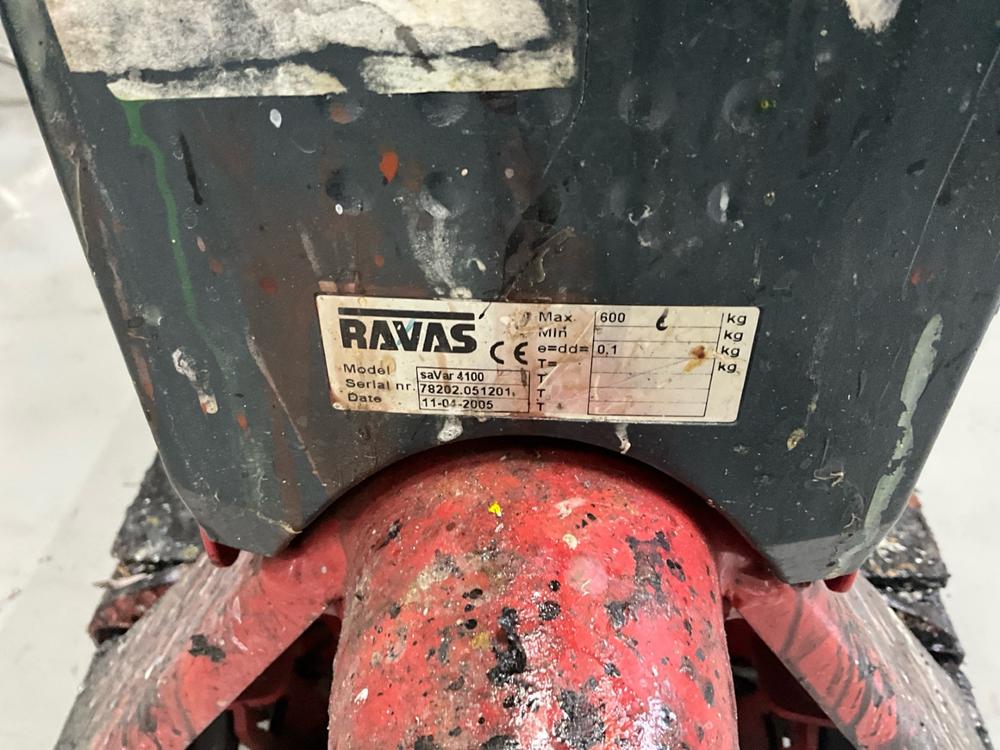 RAVAS
CE
Model saVar 4100
Serial nr. 78202.051201.
Date 11-04-2005
Max. 600 kg
Min kg
e=dd= 0,1 kg
T= kg
T
T